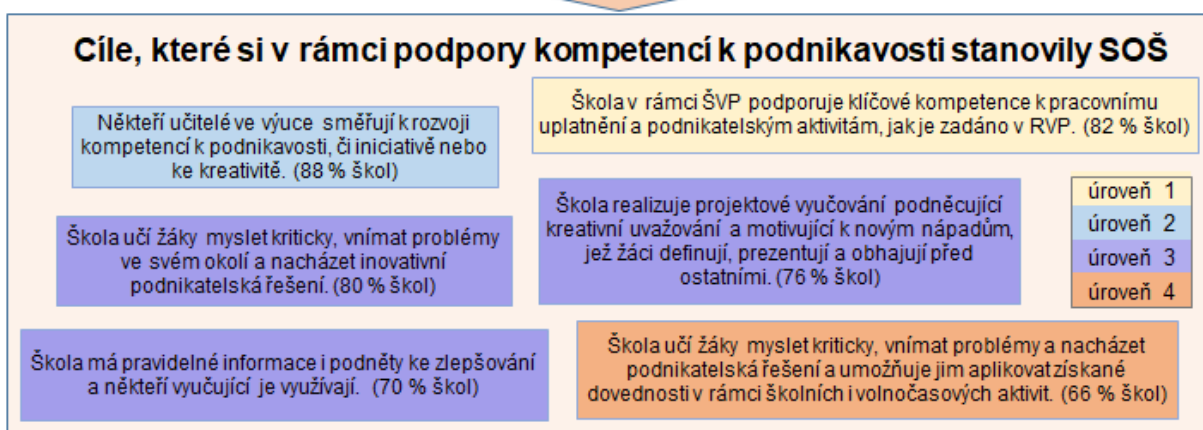 Cíle, které si v rámci podpory kompetencí k podnikavosti stanovily SOŠ
Někteří učitelé ve výuce směřují k rozvoji
kompetencí k podnikavosti, či iniciativě nebo
ke kreativitě. (88 % škol)
Škola v rámci ŠVP podporuje klíčové kompetence k pracovnímu
uplatnění a podnikatelským aktivitám, jak je zadáno v RVP. (82 % škol)
Škola učí žáky myslet kriticky, vnímat problémy
ve svém okolí a nacházet inovativní
podnikatelská řešení. (80 % škol)
Škola realizuje projektové vyučování podněcující
kreativní uvažování a motivující k novým nápadům,
jež žáci definují, prezentují a obhajují před
ostatními. (76 % škol)
úroveň 1
úroveň 2
úroveň 3
úroveň 4
Škola má pravidelné informace i podněty ke zlepšování
a někteří vyučující je využívají. (70 % škol)
Škola učí žáky myslet kriticky, vnímat problémy a nacházet
podnikatelská řešení a umožňuje jim aplikovat získané
dovednosti v rámci školních i volnočasových aktivit. (66 % škol)